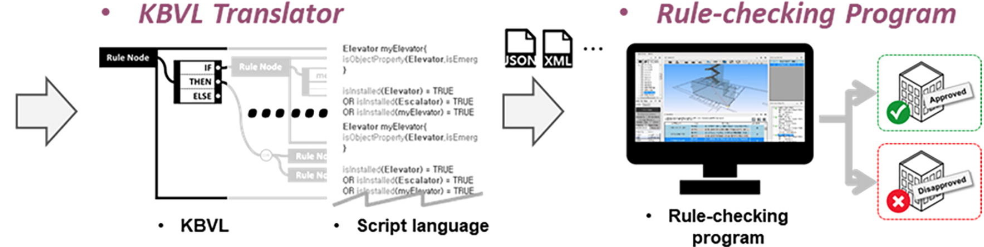 • KBVL Translator
• Rule-checking Program
Rule Node
IF
THEN
ELSE
Rule Node
Rule No
Rule No
Elevator myElevator{
isObjectProperty(Elevator,isEmerg
}
isInstalled(Elevator) = TRUE
OR isInstalled(Escalator) = TRUE
OR isInstalled(myElevator) = TRUE
Elevator myElevator{
isObjectProperty(Elevator,isEmerg
}
isInstalled(Elevator) = TRUE
OR isInstalled(Escalator) = TRUE
OR isInstalled(myElevator) = TRUE
• KBVL
• Script language
JSON
XML
...
• Rule-checking
program
Approved
Disapproved